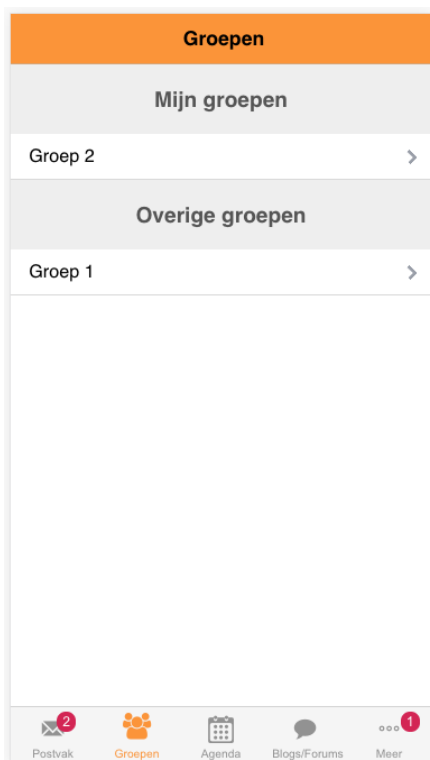 Groepen
Mijn groepen
Groep 2
Overige groepen
Groep 1
2
1
Postvak
Groepen
Agenda
Blogs/Forums
Meer